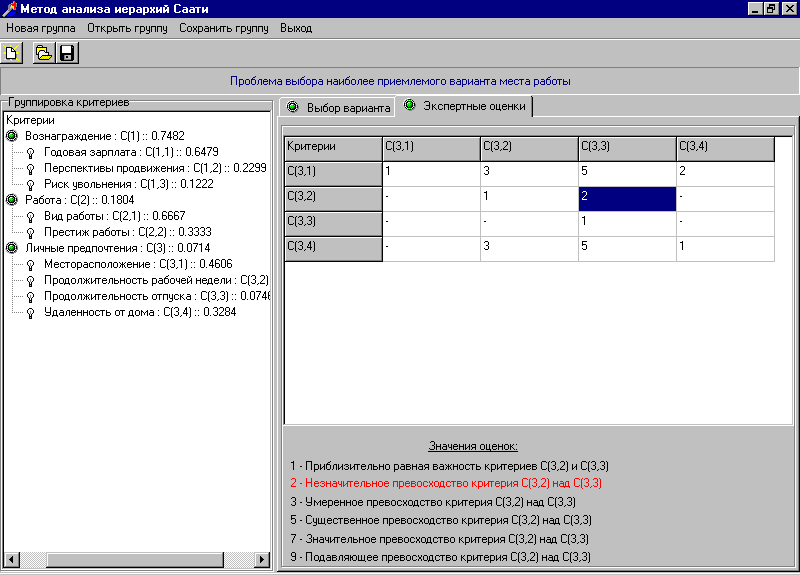 Метод анализа иерархий Саати
Новая группа Открыть группу Сохранить группу Выход
Проблема выбора наиболее приемлемого варианта места работы
Группировка критериев
Критерии
Вознаграждение : C(1) :: 0.7482
Годовая зарплата : C(1,1) :: 0.6479
Перспективы продвижения : C(1,2) :: 0.2299
Риск увольнения : C(1,3) :: 0.1222
Работа : C(2) :: 0.1804
Вид работы : C(2,1) :: 0.6667
Престиж работы : C(2,2) :: 0.3333
Личные предпочтения : C(3) :: 0.0714
Месторасположение : C(3,1) :: 0.4606
Продолжительность рабочей недели : C(3,2)
Продолжительность отпуска : C(3,3) :: 0.0746
Удаленность от дома : C(3,4) :: 0.3284
Выбор варианта Экспертные оценки
Критерии C(3,1) C(3,2) C(3,3) C(3,4)
C(3,1) 1 3 5 2
C(3,2) - 1 2 -
C(3,3) - - 1 -
C(3,4) - 3 5 1
Значения оценок:
1 - Приблизительно равная важность критериев C(3,2) и C(3,3)
2 - Незначительное превосходство критерия C(3,2) над C(3,3)
3 - Умеренное превосходство критерия C(3,2) над C(3,3)
5 - Существенное превосходство критерия C(3,2) над C(3,3)
7 - Значительное превосходство критерия C(3,2) над C(3,3)
9 - Подавляющее превосходство критерия C(3,2) над C(3,3)